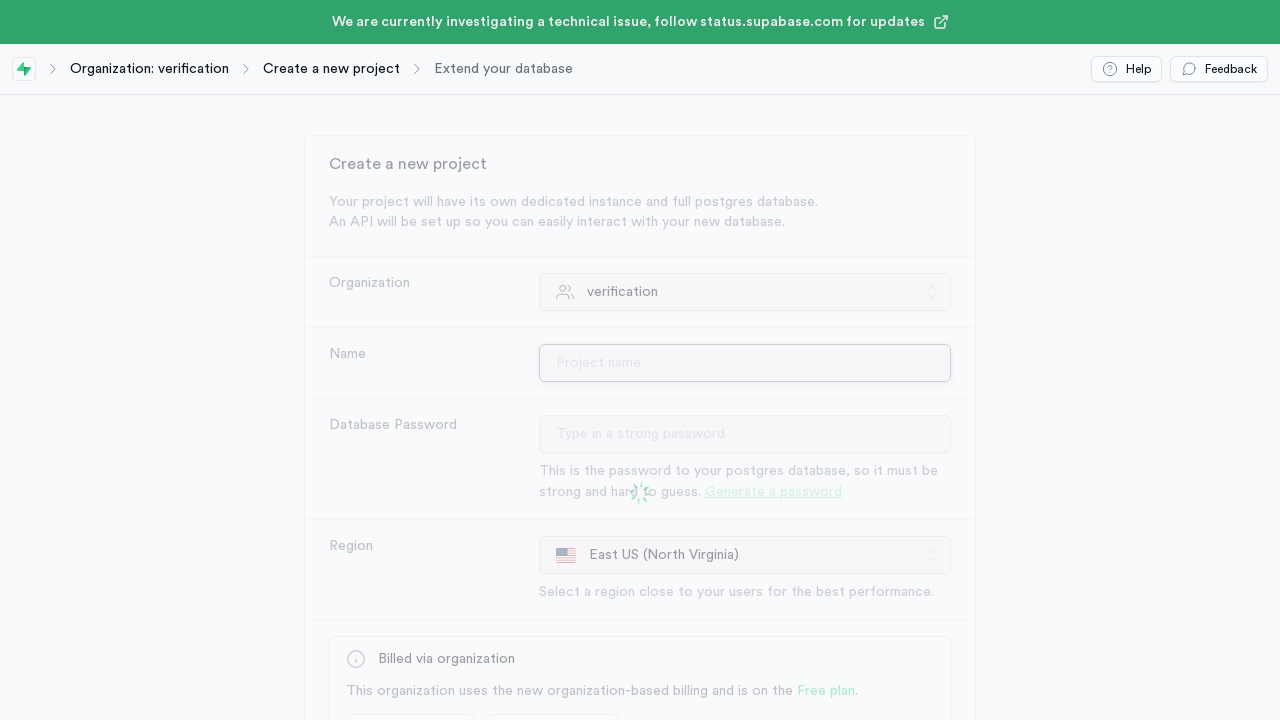 We are currently investigating a technical issue, follow status.supabase.com for updates
Organization: verification
Create a new project
Extend your database
Help
Feedback
Create a new project
Your project will have its own dedicated instance and full postgres database.
An API will be set up so you can easily interact with your new database.
Organization
verification
Name
Project name
Database Password
Type in a strong password
This is the password to your postgres database, so it must be
strong and hard to guess. Generate a password
Region
East US (North Virginia)
Select a region close to your users for the best performance.
Billed via organization
This organization uses the new organization-based billing and is on the Free plan.